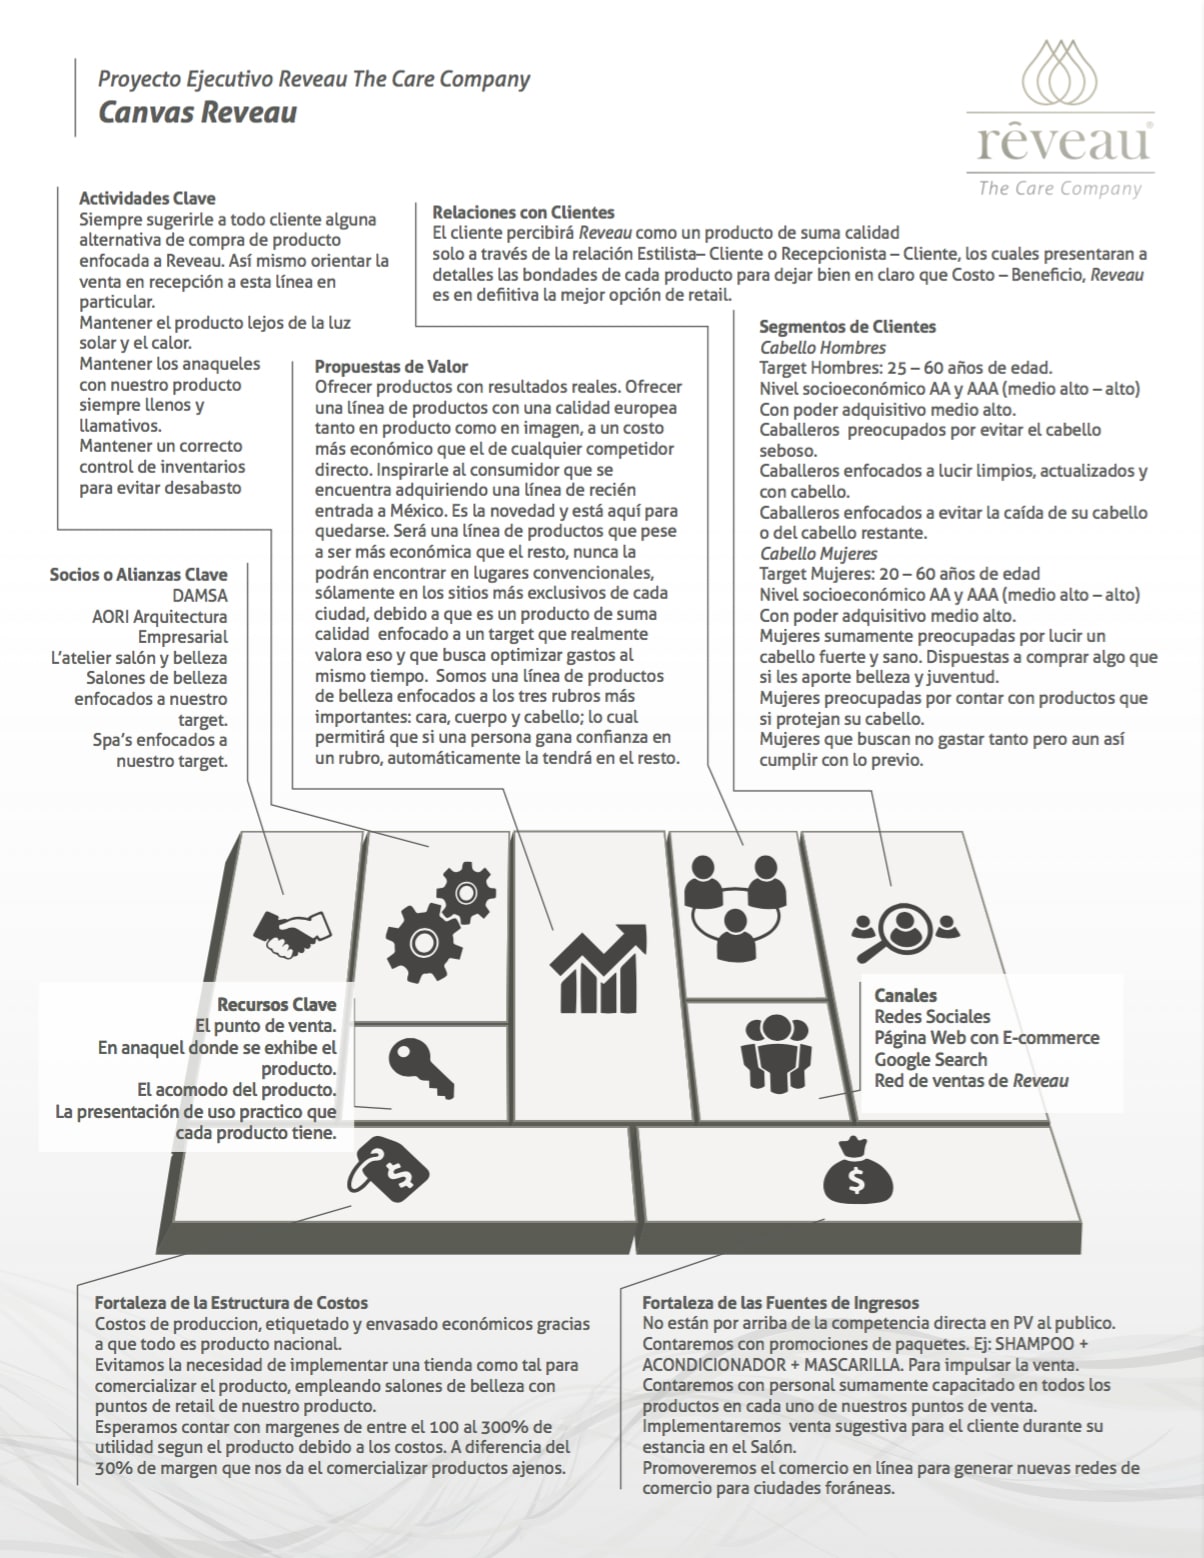 Proyecto Ejecutivo Reveau The Care Company
Canvas Reveau
rêveau®
The Care Company
Actividades Clave
Siempre sugerirle a todo cliente alguna
alternativa de compra de producto
enfocada a Reveau. Así mismo orientar la
venta en recepción a esta línea en
particular.
Mantener el producto lejos de la luz
solar y el calor.
Mantener los anaqueles
con nuestro producto
siempre llenos y
llamativos.
Mantener un correcto
control de inventarios
para evitar desabasto
Relaciones con Clientes
El cliente percibirá Reveau como un producto de suma calidad
solo a través de la relación Estilista– Cliente o Recepcionista – Cliente, los cuales presentaran a
detalles las bondades de cada producto para dejar bien en claro que Costo – Beneficio, Reveau
es en defiitiva la mejor opción de retail.
Propuestas de Valor
Ofrecer productos con resultados reales. Ofrecer
una línea de productos con una calidad europea
tanto en producto como en imagen, a un costo
más económico que el de cualquier competidor
directo. Inspirarle al consumidor que se
encuentra adquiriendo una línea de recién
entrada a México. Es la novedad y está aquí para
quedarse. Será una línea de productos que pese
a ser más económica que el resto, nunca la
podrán encontrar en lugares convencionales,
sólamente en los sitios más exclusivos de cada
ciudad, debido a que es un producto de suma
calidad enfocado a un target que realmente
valora eso y que busca optimizar gastos al
mismo tiempo. Somos una línea de productos
de belleza enfocados a los tres rubros más
importantes: cara, cuerpo y cabello; lo cual
permitirá que si una persona gana confianza en
un rubro, automáticamente la tendrá en el resto.
Segmentos de Clientes
Cabello Hombres
Target Hombres: 25 – 60 años de edad.
Nivel socioeconómico AA y AAA (medio alto – alto)
Con poder adquisitivo medio alto.
Caballeros preocupados por evitar el cabello
seboso.
Caballeros enfocados a lucir limpios, actualizados y
con cabello.
Caballeros enfocados a evitar la caída de su cabello
o del cabello restante.
Cabello Mujeres
Target Mujeres: 20 – 60 años de edad
Nivel socioeconómico AA y AAA (medio alto – alto)
Con poder adquisitivo medio alto.
Mujeres sumamente preocupadas por lucir un
cabello fuerte y sano. Dispuestas a comprar algo que
si les aporte belleza y juventud.
Mujeres preocupadas por contar con productos que
si protejan su cabello.
Mujeres que buscan no gastar tanto pero aun así
cumplir con lo previo.
Socios o Alianzas Clave
DAMSA
AORI Arquitectura
Empresarial
L’atelier salón y belleza
Salones de belleza
enfocados a nuestro
target.
Spa’s enfocados a
nuestro target.
Recursos Clave
El punto de venta.
En anaquel donde se exhibe el
producto.
El acomodo del producto.
La presentación de uso practico que
cada producto tiene.
Canales
Redes Sociales
Página Web con E-commerce
Google Search
Red de ventas de Reveau
$
$
Fortaleza de la Estructura de Costos
Costos de produccion, etiquetado y envasado económicos gracias
a que todo es producto nacional.
Evitamos la necesidad de implementar una tienda como tal para
comercializar el producto, empleando salones de belleza con
puntos de retail de nuestro producto.
Esperamos contar con margenes de entre el 100 al 300% de
utilidad segun el producto debido a los costos. A diferencia del
30% de margen que nos da el comercializar productos ajenos.
Fortaleza de las Fuentes de Ingresos
No están por arriba de la competencia directa en PV al publico.
Contaremos con promociones de paquetes. Ej: SHAMPOO +
ACONDICIONADOR + MASCARILLA. Para impulsar la venta.
Contaremos con personal sumamente capacitado en todos los
productos en cada uno de nuestros puntos de venta.
Implementaremos venta sugestiva para el cliente durante su
estancia en el Salón.
Promoveremos el comercio en línea para generar nuevas redes de
comercio para ciudades foráneas.